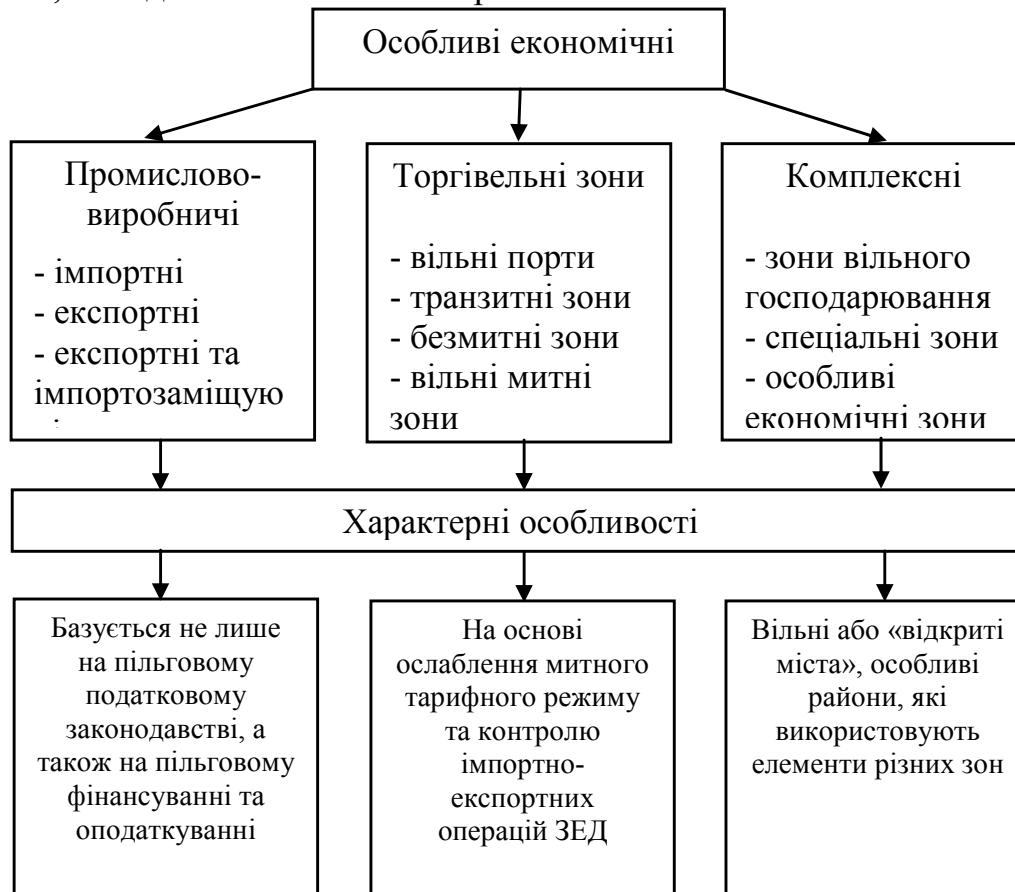 Особливі економічні
Промислово-
виробничі
- імпортні
- експортні
- експортні та
імпортозаміщую
Торгівельні зони
- вільні порти
- транзитні зони
- безмитні зони
- вільні митні
зони
Комплексні
- зони вільного
господарювання
- спеціальні зони
- особливі
економічні зони
Характерні особливості
Базується не лише
на пільговому
податковому
законодавстві, а
також на пільговому
фінансуванні та
оподаткуванні
На основі
ослаблення митного
тарифного режиму
та контролю
імпортно-
експортних
операцій ЗЕД
Вільні або «відкриті
міста», особливі
райони, які
використовують
елементи різних зон